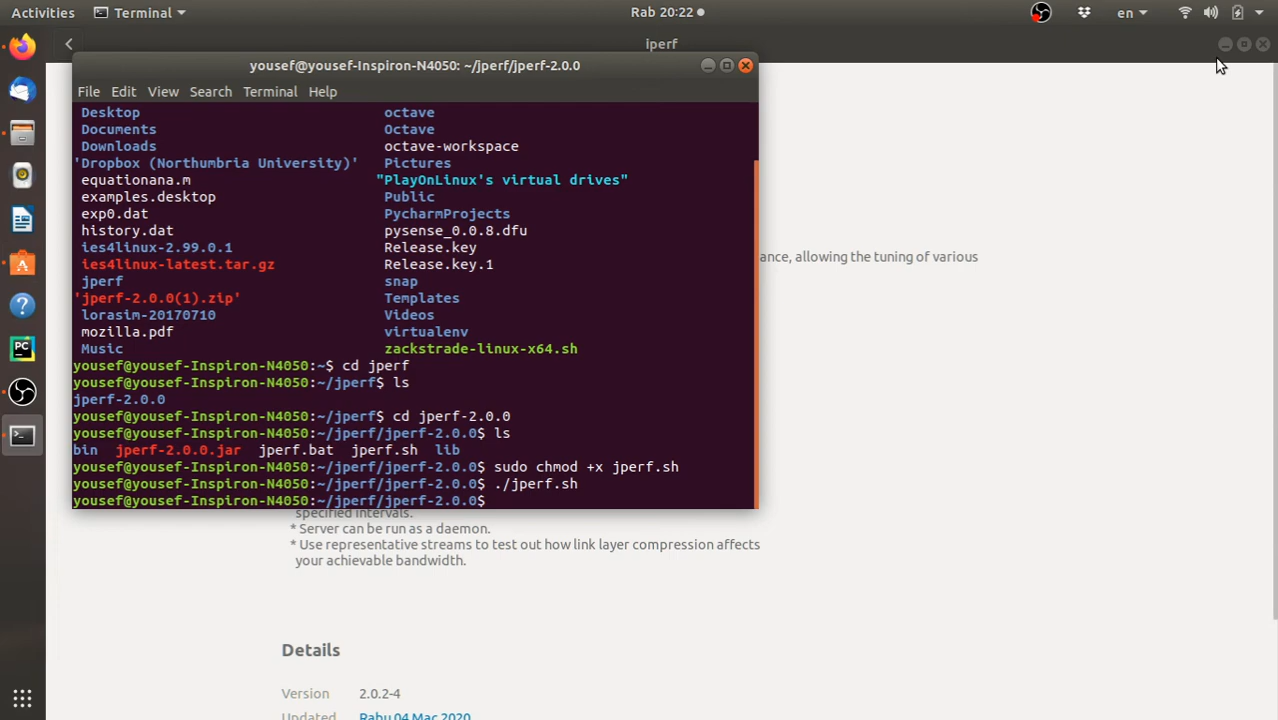 Activities Terminal Rab 20:22 en
iperf
yousef@yousef-Inspiron-N4050: ~/jperf/jperf-2.0.0
File Edit View Search Terminal Help
Desktop octave
Documents Octave
Downloads octave-workspace
'Dropbox (Northumbria University)' Pictures
equationana.m "PlayOnLinux's virtual drives"
examples.desktop Public
exp0.dat PycharmProjects
history.dat pysense_0.0.8.dfu
ies4linux-2.99.0.1 Release.key
ies4linux-latest.tar.gz Release.key.1
jperf snap
'jperf-2.0.0(1).zip' Templates
lorasim-20170710 Videos
mozilla.pdf virtualenv
Music zackstrade-linux-x64.sh
yousef@yousef-Inspiron-N4050:~$ cd jperf
yousef@yousef-Inspiron-N4050:~/jperf$ ls
jperf-2.0.0
yousef@yousef-Inspiron-N4050:~/jperf$ cd jperf-2.0.0
yousef@yousef-Inspiron-N4050:~/jperf/jperf-2.0.0$ ls
bin jperf-2.0.0.jar jperf.bat jperf.sh lib
yousef@yousef-Inspiron-N4050:~/jperf/jperf-2.0.0$ sudo chmod +x jperf.sh
yousef@yousef-Inspiron-N4050:~/jperf/jperf-2.0.0$ ./jperf.sh
yousef@yousef-Inspiron-N4050:~/jperf/jperf-2.0.0$
ance, allowing the tuning of various
specified intervals.
* Server can be run as a daemon.
* Use representative streams to test out how link layer compression affects
your achievable bandwidth.
Details
Version 2.0.2-4
Updated Rabu 04 Mac 2020
PC